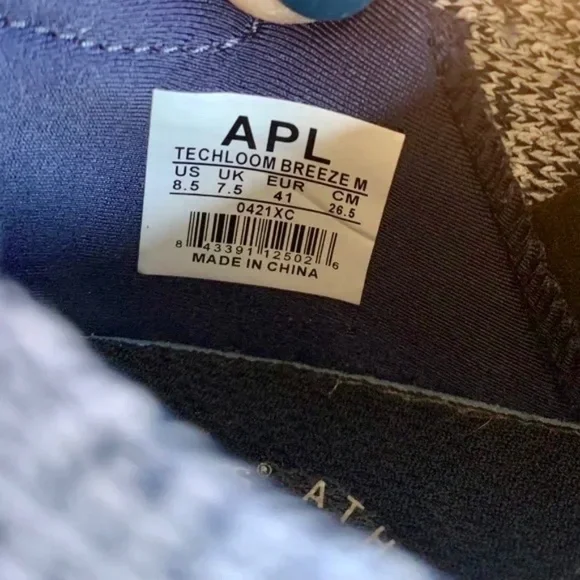 APL
TECHLOOM BREEZE M
US UK EUR CM
8.5 7.5 41 26.5
0421XC
8 43391 12502 6
MADE IN CHINA
® ATH